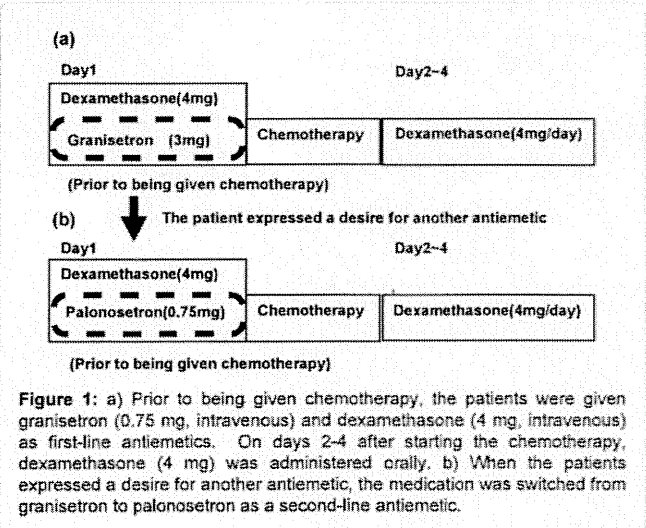 (a)
Day1 Day2~4
Dexamethasone(4mg)
Granisetron (3mg) Chemotherapy Dexamethasone(4mg/day)
(Prior to being given chemotherapy)
The patient expressed a desire for another antiemetic
(b)
Day1 Day2~4
Dexamethasone(4mg)
Palonosetron(0.75mg) Chemotherapy Dexamethasone(4mg/day)
(Prior to being given chemotherapy)
Figure 1: a) Prior to being given chemotherapy, the patients were given
granisetron (0.75 mg, intravenous) and dexamethasone (4 mg, intravenous)
as first-line antiemetics. On days 2-4 after starting the chemotherapy,
dexamethasone (4 mg) was administered orally. b) When the patients
expressed a desire for another antiemetic, the medication was switched from
granisetron to palonosetron as a second-line antiemetic.